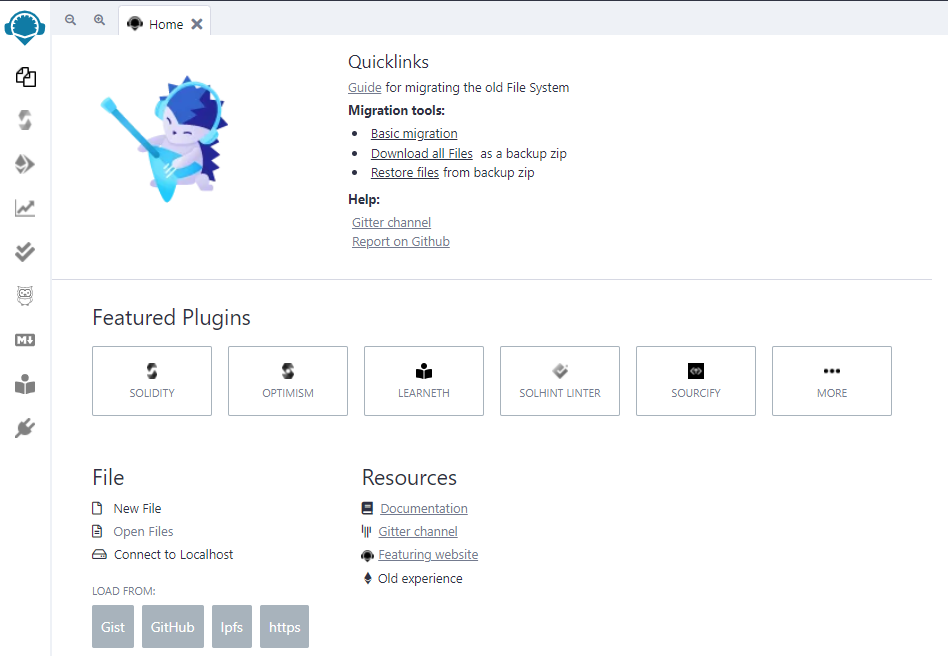 Home
Quicklinks
Guide for migrating the old File System
Migration tools:
Basic migration
Download all Files as a backup zip
Restore files from backup zip
Help:
Gitter channel
Report on Github
M
Featured Plugins
SOLIDITY
OPTIMISM
LEARNETH
SOLHINT LINTER
SOURCIFY
MORE
File
New File
Open Files
Connect to Localhost
LOAD FROM:
Gist
GitHub
Ipfs
https
Resources
Documentation
Gitter channel
Featuring website
Old experience